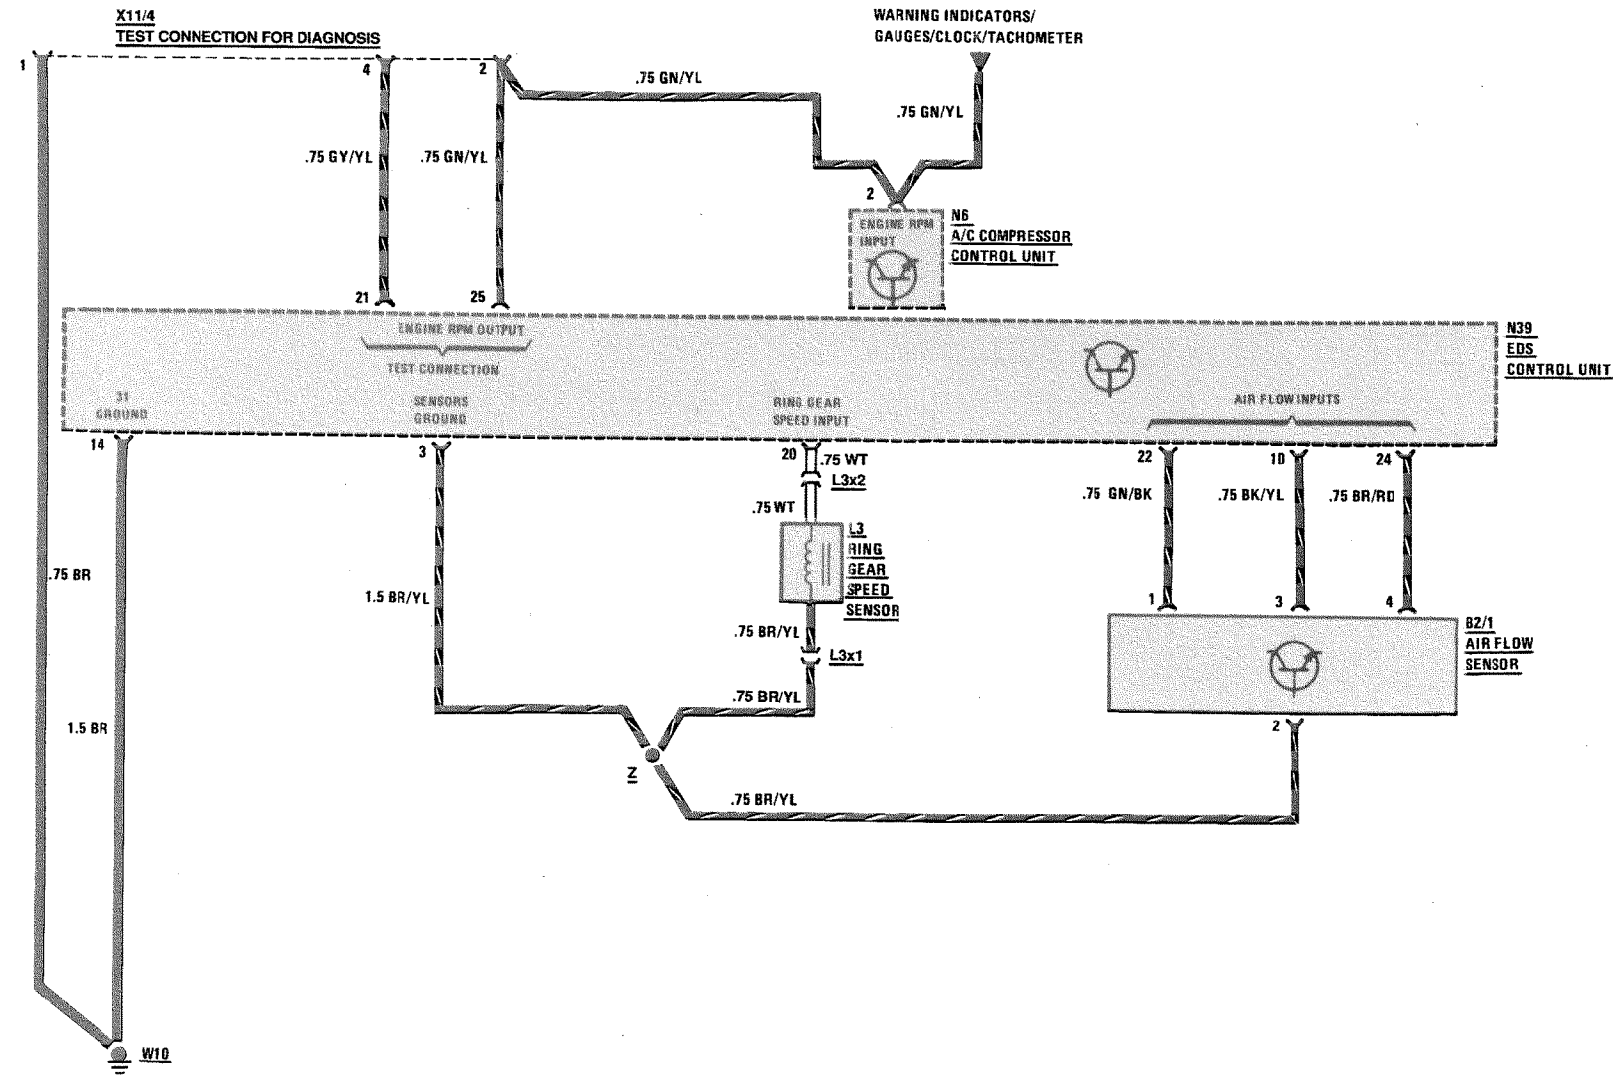 X11/4
TEST CONNECTION FOR DIAGNOSIS
WARNING INDICATORS/
GAUGES/CLOCK/TACHOMETER
1
4
2
.75 GN/YL
.75 GN/YL
.75 GY/YL
.75 GN/YL
2
ENGINE RPM
INPUT
N6
A/C COMPRESSOR
CONTROL UNIT
21
25
ENGINE RPM OUTPUT
TEST CONNECTION
N39
EDS
CONTROL UNIT
31
GROUND
SENSORS
GROUND
RING GEAR
SPEED INPUT
AIR FLOW INPUTS
14
3
20
.75 WT
L3x2
22
10
24
.75 GN/BK
.75 BK/YL
.75 BR/RD
.75 WT
L3
RING
GEAR
SPEED
SENSOR
.75 BR
1.5 BR/YL
1
3
4
.75 BR/YL
L3x1
B2/1
AIR FLOW
SENSOR
.75 BR/YL
1.5 BR
2
Z
.75 BR/YL
W10